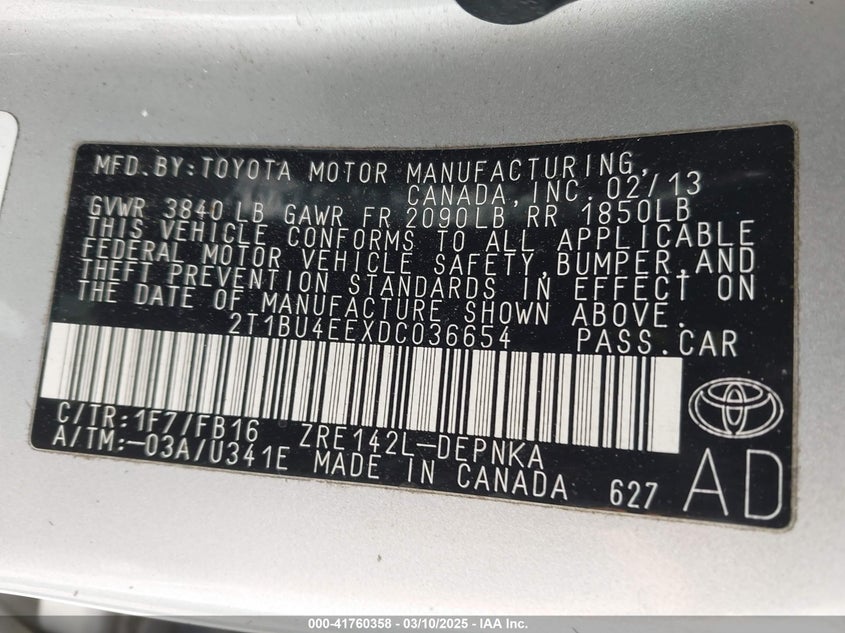 MFD.BY:TOYOTA MOTOR MANUFACTURING,
CANADA,INC. 02/13
GVWR 3840 LB GAWR FR 2090LB RR 1850LB
THIS VEHICLE CONFORMS TO ALL APPLICABLE
FEDERAL MOTOR VEHICLE SAFETY,BUMPER,AND
THEFT PREVENTION STANDARDS IN EFFECT ON
THE DATE OF MANUFACTURE SHOWN ABOVE.
2T1BU4EEXDC036654 PASS.CAR
C/TR:1F7/FB16 ZRE142L-DEPNKA
A/TM:-03A/U341E MADE IN CANADA 627 AD
000-41760358 — 03/10/2025 — IAA Inc.